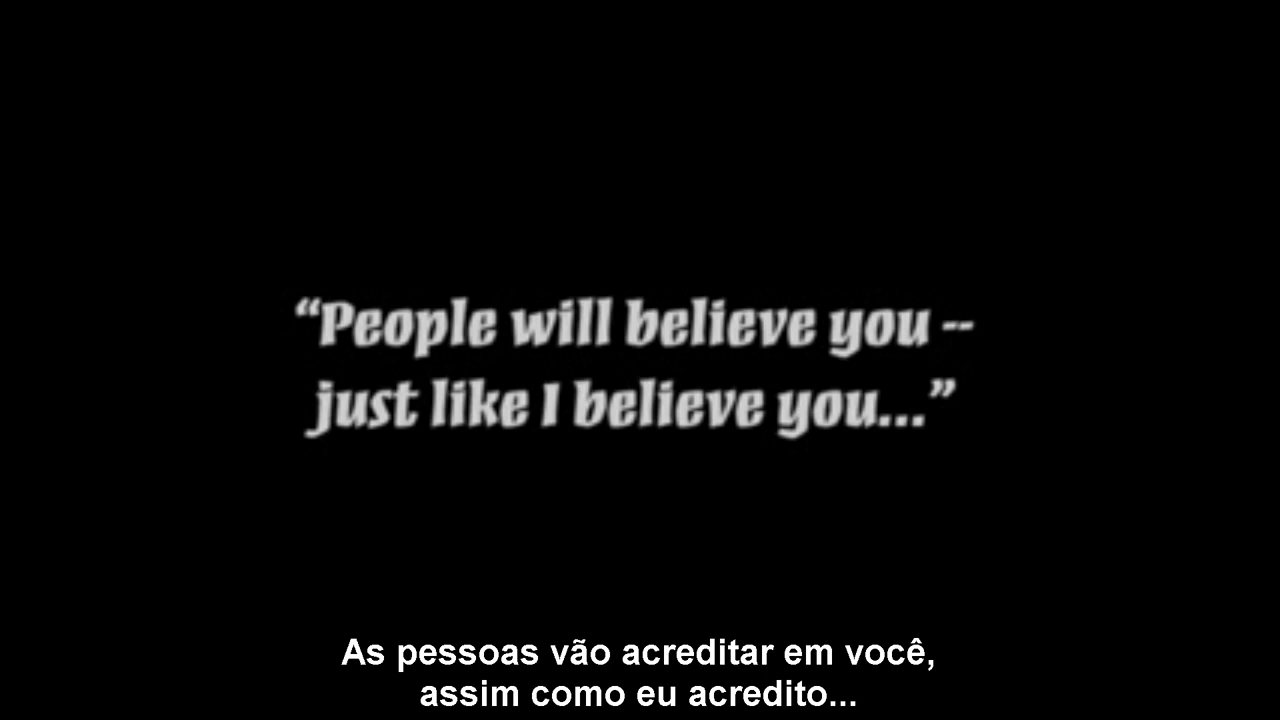 “People will believe you --
just like I believe you...”
As pessoas vão acreditar em você,
assim como eu acredito...